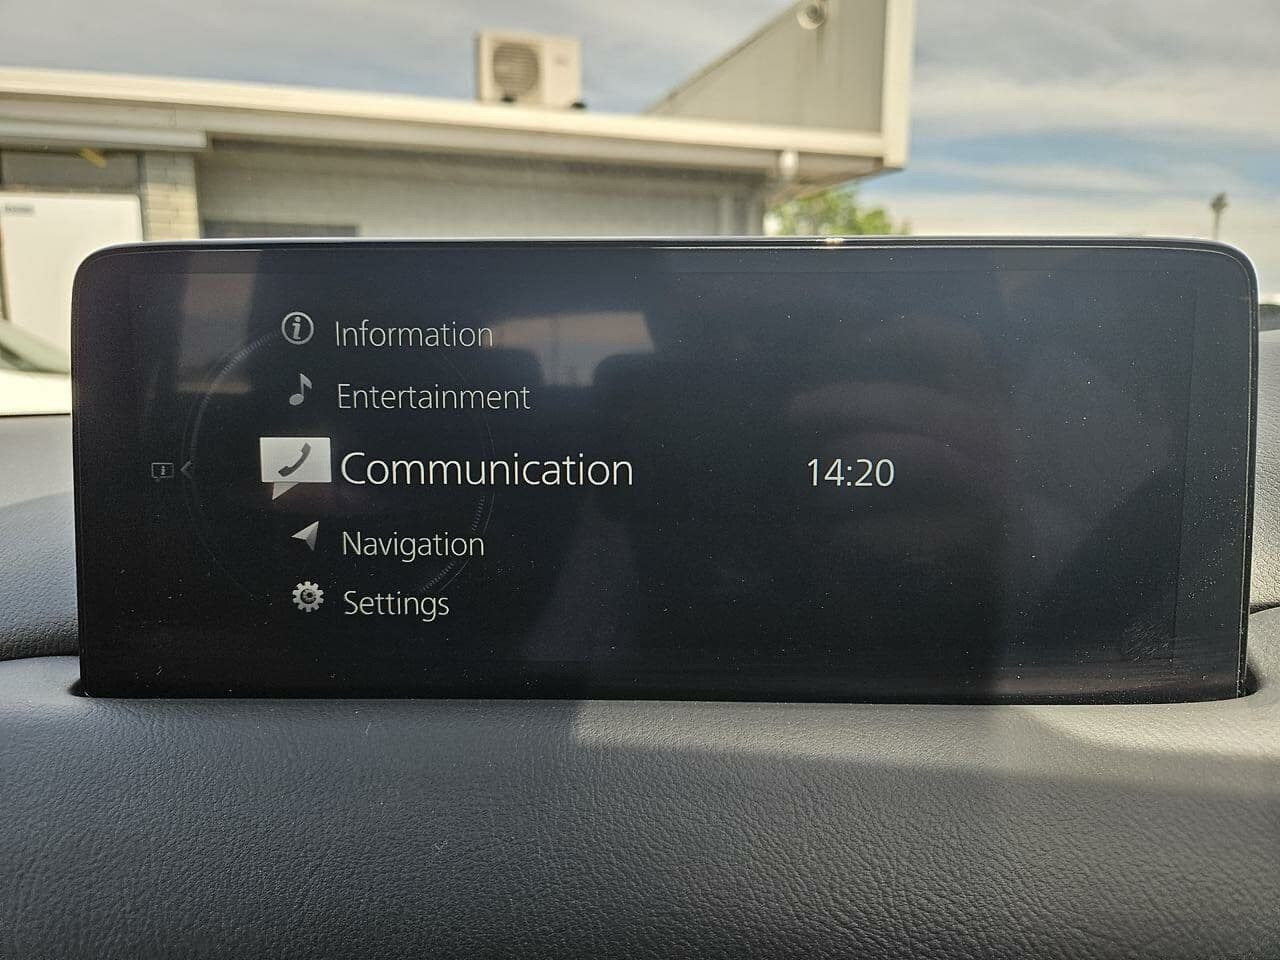 Information
Entertainment
Communication
14:20
Navigation
Settings